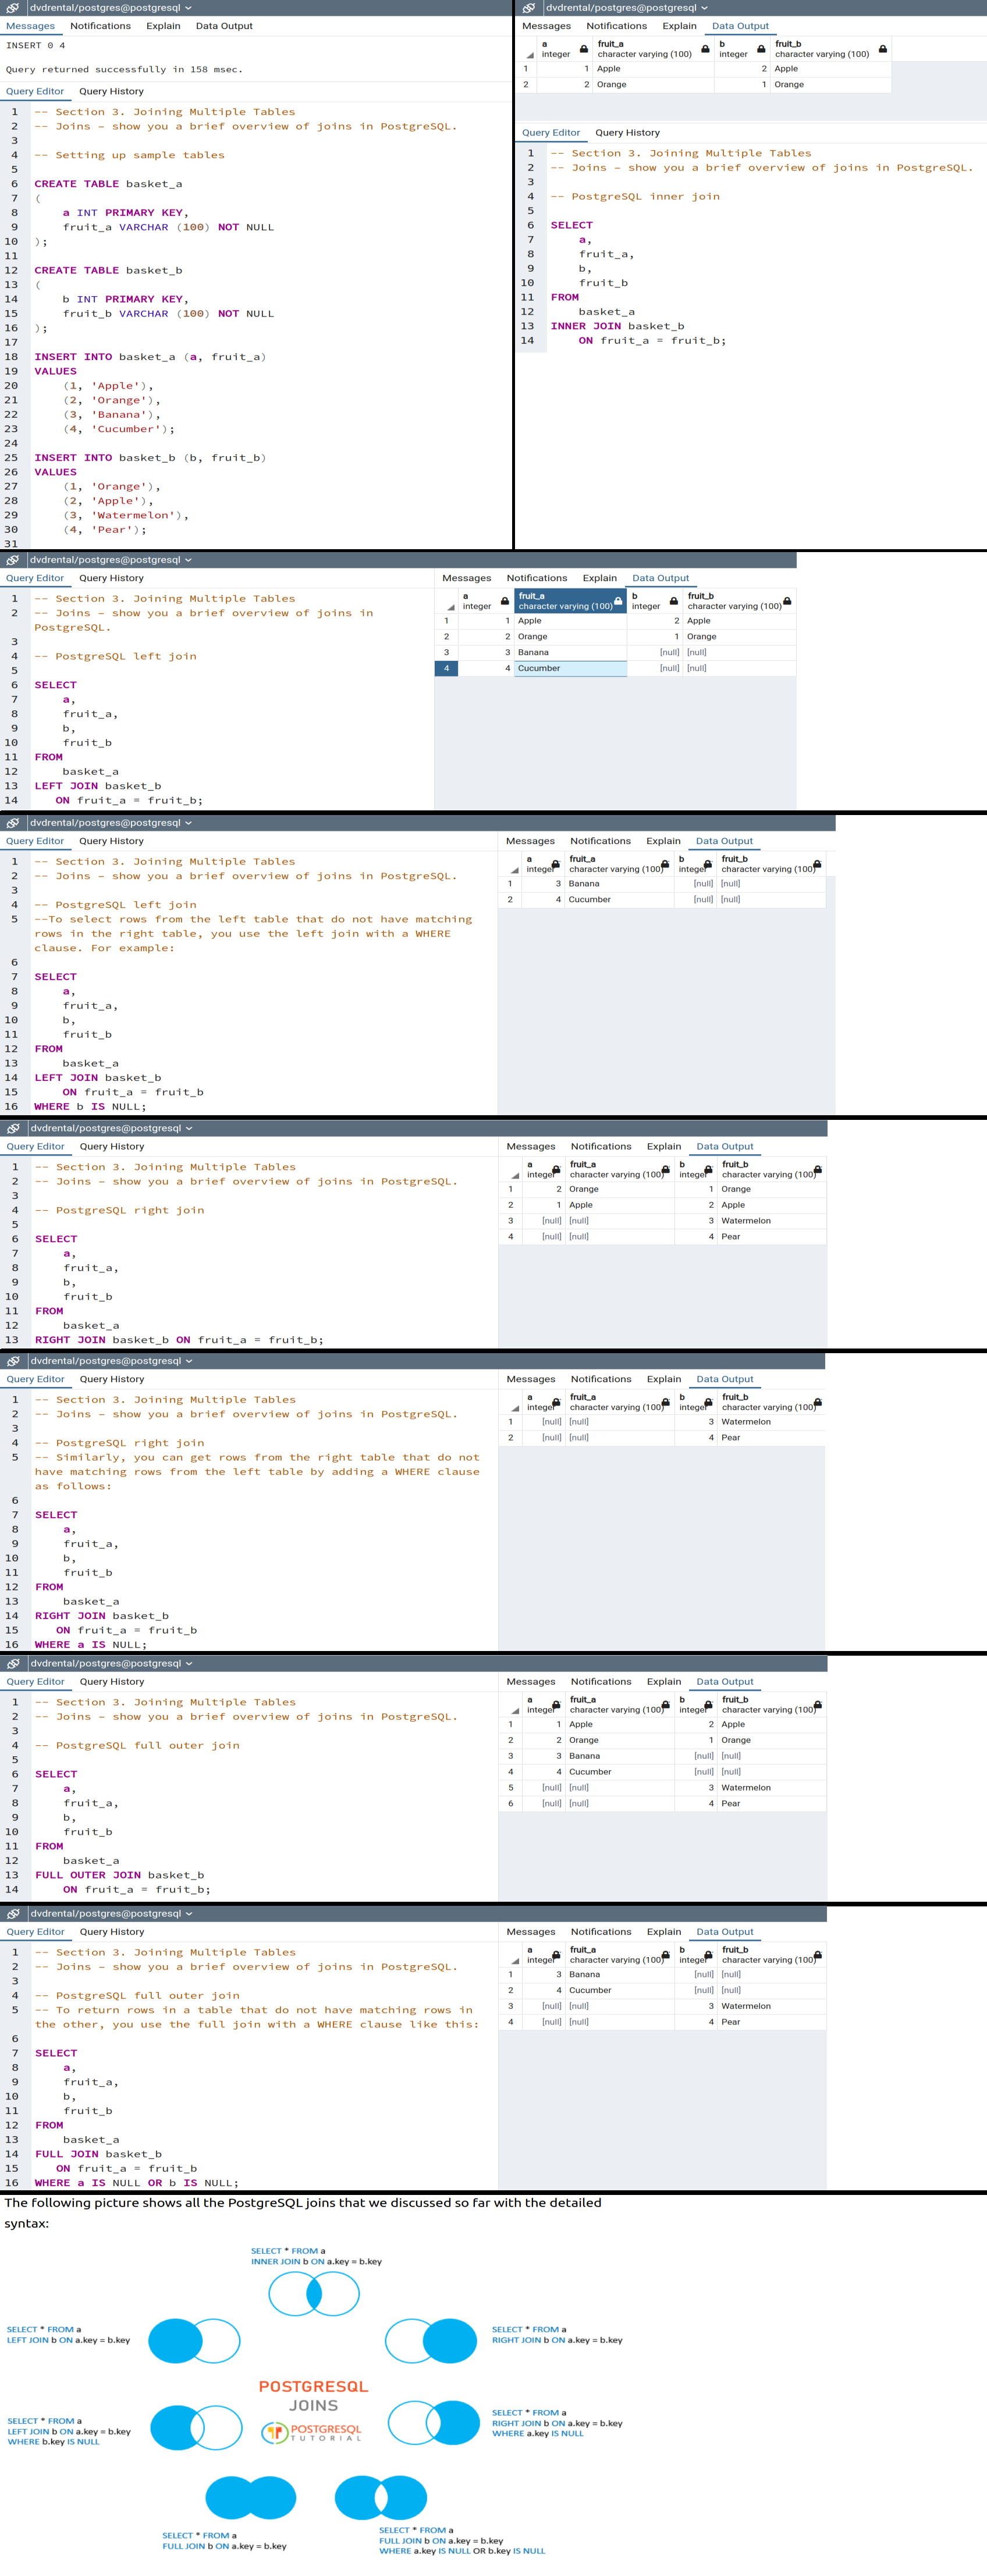 dvdrental/postgres@postgresql
Messages Notifications Explain Data Output
INSERT 0 4
Query returned successfully in 158 msec.
Query Editor Query History
1 -- Section 3. Joining Multiple Tables
2 -- Joins – show you a brief overview of joins in PostgreSQL.
3
4 -- Setting up sample tables
5
6 CREATE TABLE basket_a
7 (
8 a INT PRIMARY KEY,
9 fruit_a VARCHAR (100) NOT NULL
10 );
11
12 CREATE TABLE basket_b
13 (
14 b INT PRIMARY KEY,
15 fruit_b VARCHAR (100) NOT NULL
16 );
17
18 INSERT INTO basket_a (a, fruit_a)
19 VALUES
20 (1, 'Apple'),
21 (2, 'Orange'),
22 (3, 'Banana'),
23 (4, 'Cucumber');
24
25 INSERT INTO basket_b (b, fruit_b)
26 VALUES
27 (1, 'Orange'),
28 (2, 'Apple'),
29 (3, 'Watermelon'),
30 (4, 'Pear');
31
dvdrental/postgres@postgresql
Messages Notifications Explain Data Output
a fruit_a b fruit_b
integer character varying (100) integer character varying (100)
1 1 Apple 2 Apple
2 2 Orange 1 Orange
Query Editor Query History
1 -- Section 3. Joining Multiple Tables
2 -- Joins – show you a brief overview of joins in PostgreSQL.
3
4 -- PostgreSQL inner join
5
6 SELECT
7 a,
8 fruit_a,
9 b,
10 fruit_b
11 FROM
12 basket_a
13 INNER JOIN basket_b
14 ON fruit_a = fruit_b;
dvdrental/postgres@postgresql
Query Editor Query History
1 -- Section 3. Joining Multiple Tables
2 -- Joins – show you a brief overview of joins in
PostgreSQL.
3
4 -- PostgreSQL left join
5
6 SELECT
7 a,
8 fruit_a,
9 b,
10 fruit_b
11 FROM
12 basket_a
13 LEFT JOIN basket_b
14 ON fruit_a = fruit_b;
Messages Notifications Explain Data Output
a fruit_a b fruit_b
integer character varying (100) integer character varying (100)
1 1 Apple 2 Apple
2 2 Orange 1 Orange
3 3 Banana [null] [null]
4 4 Cucumber [null] [null]
dvdrental/postgres@postgresql
Query Editor Query History
1 -- Section 3. Joining Multiple Tables
2 -- Joins – show you a brief overview of joins in PostgreSQL.
3
4 -- PostgreSQL left join
5 --To select rows from the left table that do not have matching
rows in the right table, you use the left join with a WHERE
clause. For example:
6
7 SELECT
8 a,
9 fruit_a,
10 b,
11 fruit_b
12 FROM
13 basket_a
14 LEFT JOIN basket_b
15 ON fruit_a = fruit_b
16 WHERE b IS NULL;
Messages Notifications Explain Data Output
a fruit_a b fruit_b
integer character varying (100) integer character varying (100)
1 3 Banana [null] [null]
2 4 Cucumber [null] [null]
dvdrental/postgres@postgresql
Query Editor Query History
1 -- Section 3. Joining Multiple Tables
2 -- Joins – show you a brief overview of joins in PostgreSQL.
3
4 -- PostgreSQL right join
5
6 SELECT
7 a,
8 fruit_a,
9 b,
10 fruit_b
11 FROM
12 basket_a
13 RIGHT JOIN basket_b ON fruit_a = fruit_b;
Messages Notifications Explain Data Output
a fruit_a b fruit_b
integer character varying (100) integer character varying (100)
1 2 Orange 1 Orange
2 1 Apple 2 Apple
3 [null] [null] 3 Watermelon
4 [null] [null] 4 Pear
dvdrental/postgres@postgresql
Query Editor Query History
1 -- Section 3. Joining Multiple Tables
2 -- Joins – show you a brief overview of joins in PostgreSQL.
3
4 -- PostgreSQL right join
5 -- Similarly, you can get rows from the right table that do not
have matching rows from the left table by adding a WHERE clause
as follows:
6
7 SELECT
8 a,
9 fruit_a,
10 b,
11 fruit_b
12 FROM
13 basket_a
14 RIGHT JOIN basket_b
15 ON fruit_a = fruit_b
16 WHERE a IS NULL;
Messages Notifications Explain Data Output
a fruit_a b fruit_b
integer character varying (100) integer character varying (100)
1 [null] [null] 3 Watermelon
2 [null] [null] 4 Pear
dvdrental/postgres@postgresql
Query Editor Query History
1 -- Section 3. Joining Multiple Tables
2 -- Joins – show you a brief overview of joins in PostgreSQL.
3
4 -- PostgreSQL full outer join
5
6 SELECT
7 a,
8 fruit_a,
9 b,
10 fruit_b
11 FROM
12 basket_a
13 FULL OUTER JOIN basket_b
14 ON fruit_a = fruit_b;
Messages Notifications Explain Data Output
a fruit_a b fruit_b
integer character varying (100) integer character varying (100)
1 1 Apple 2 Apple
2 2 Orange 1 Orange
3 3 Banana [null] [null]
4 4 Cucumber [null] [null]
5 [null] [null] 3 Watermelon
6 [null] [null] 4 Pear
dvdrental/postgres@postgresql
Query Editor Query History
1 -- Section 3. Joining Multiple Tables
2 -- Joins – show you a brief overview of joins in PostgreSQL.
3
4 -- PostgreSQL full outer join
5 -- To return rows in a table that do not have matching rows in
the other, you use the full join with a WHERE clause like this:
6
7 SELECT
8 a,
9 fruit_a,
10 b,
11 fruit_b
12 FROM
13 basket_a
14 FULL JOIN basket_b
15 ON fruit_a = fruit_b
16 WHERE a IS NULL OR b IS NULL;
Messages Notifications Explain Data Output
a fruit_a b fruit_b
integer character varying (100) integer character varying (100)
1 3 Banana [null] [null]
2 4 Cucumber [null] [null]
3 [null] [null] 3 Watermelon
4 [null] [null] 4 Pear
The following picture shows all the PostgreSQL joins that we discussed so far with the detailed
syntax:
SELECT * FROM a
INNER JOIN b ON a.key = b.key
SELECT * FROM a
LEFT JOIN b ON a.key = b.key
SELECT * FROM a
RIGHT JOIN b ON a.key = b.key
POSTGRESQL
JOINS
POSTGRESQL
TUTORIAL
SELECT * FROM a
LEFT JOIN b ON a.key = b.key
WHERE b.key IS NULL
SELECT * FROM a
RIGHT JOIN b ON a.key = b.key
WHERE a.key IS NULL
SELECT * FROM a
FULL JOIN b ON a.key = b.key
SELECT * FROM a
FULL JOIN b ON a.key = b.key
WHERE a.key IS NULL OR b.key IS NULL